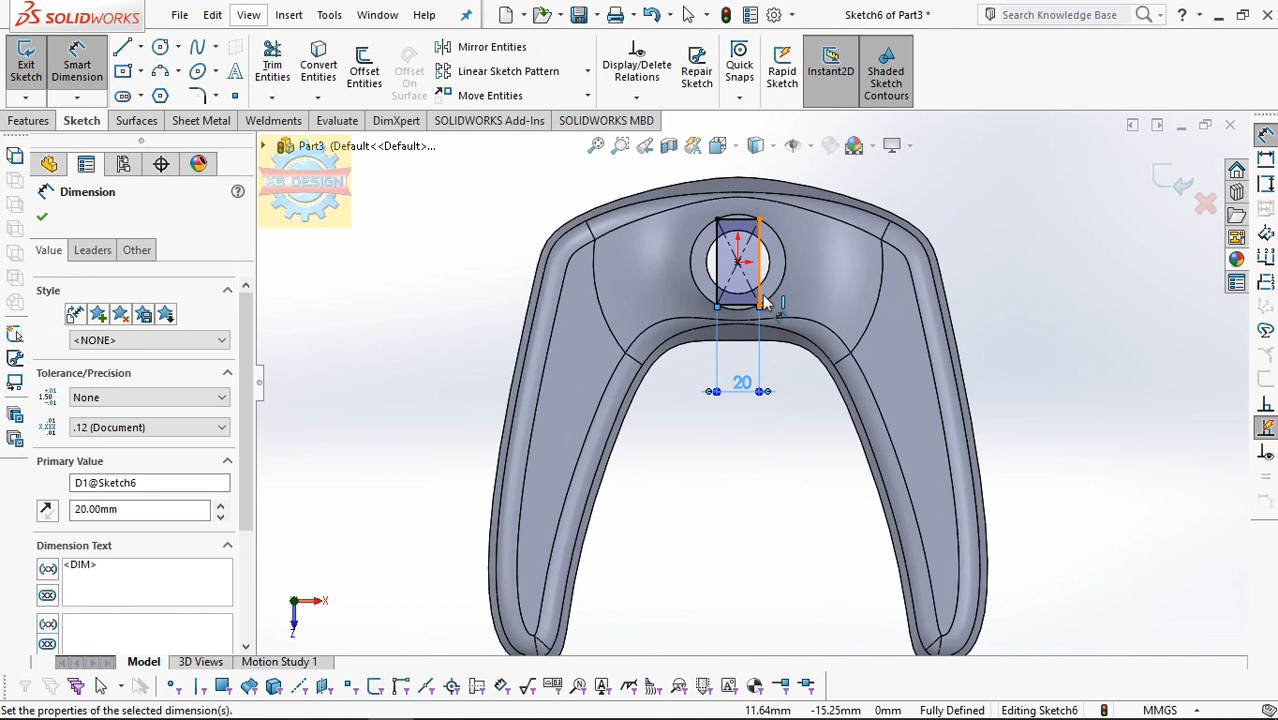 SOLIDWORKS
File Edit View Insert Tools Window Help
Sketch6 of Part3 *
Search Knowledge Base
?
Exit Sketch
Smart Dimension
Trim Entities
Convert Entities
Offset Entities
Offset On Surface
Mirror Entities
Linear Sketch Pattern
Move Entities
Display/Delete Relations
Repair Sketch
Quick Snaps
Rapid Sketch
Instant2D
Shaded Sketch Contours
Features Sketch Surfaces Sheet Metal Weldments Evaluate DimXpert SOLIDWORKS Add-Ins SOLIDWORKS MBD
Part3 (Default<<Default>...
Dimension
Value Leaders Other
Style
<NONE>
Tolerance/Precision
None
.12 (Document)
Primary Value
D1@Sketch6
20.00mm
Dimension Text
<DIM>
20
X
Z
Model 3D Views Motion Study 1
Set the properties of the selected dimension(s).
11.64mm -15.25mm 0mm Fully Defined Editing Sketch6 MMGS